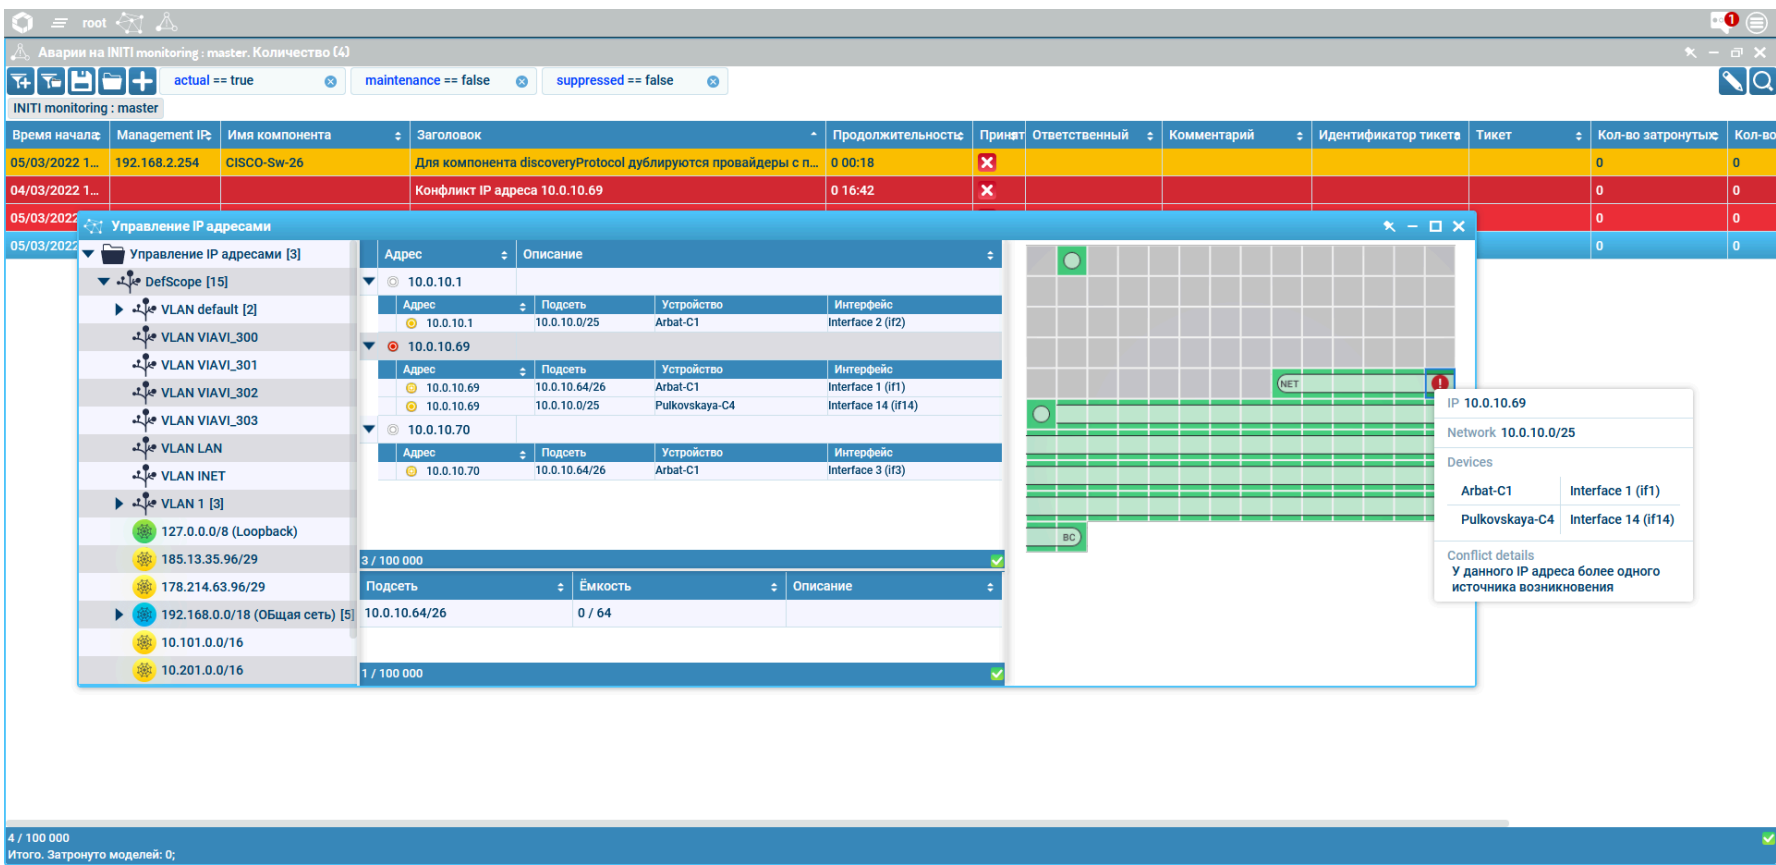 root
1
Аварии на INITI monitoring : master. Количество (4)
actual == true
maintenance == false
suppressed == false
INITI monitoring : master
Время начала Management IP Имя компонента Заголовок Продолжительность Принят Ответственный Комментарий Идентификатор тикета Тикет Кол-во затронутых Кол-во
05/03/2022 1... 192.168.2.254 CISCO-Sw-26 Для компонента discoveryProtocol дублируются провайдеры с п... 0 00:18 0 0
04/03/2022 1... Конфликт IP адреса 10.0.10.69 0 16:42 0 0
05/03/2022 0 0
05/03/2022 0 0
Управление IP адресами
Управление IP адресами [3]
DefScope [15]
VLAN default [2]
VLAN VIAVI_300
VLAN VIAVI_301
VLAN VIAVI_302
VLAN VIAVI_303
VLAN LAN
VLAN INET
VLAN 1 [3]
127.0.0.0/8 (Loopback)
185.13.35.96/29
178.214.63.96/29
192.168.0.0/18 (ОБщая сеть) [5]
10.101.0.0/16
10.201.0.0/16
Адрес Описание
10.0.10.1
Адрес Подсеть Устройство Интерфейс
10.0.10.1 10.0.10.0/25 Arbat-C1 Interface 2 (if2)
10.0.10.69
Адрес Подсеть Устройство Интерфейс
10.0.10.69 10.0.10.64/26 Arbat-C1 Interface 1 (if1)
10.0.10.69 10.0.10.0/25 Pulkovskaya-C4 Interface 14 (if14)
10.0.10.70
Адрес Подсеть Устройство Интерфейс
10.0.10.70 10.0.10.64/26 Arbat-C1 Interface 3 (if3)
3 / 100 000
Подсеть Ёмкость Описание
10.0.10.64/26 0 / 64
1 / 100 000
NET
BC
IP 10.0.10.69
Network 10.0.10.0/25
Devices
Arbat-C1 Interface 1 (if1)
Pulkovskaya-C4 Interface 14 (if14)
Conflict details
У данного IP адреса более одного
источника возникновения
4 / 100 000
Итого. Затронуто моделей: 0;